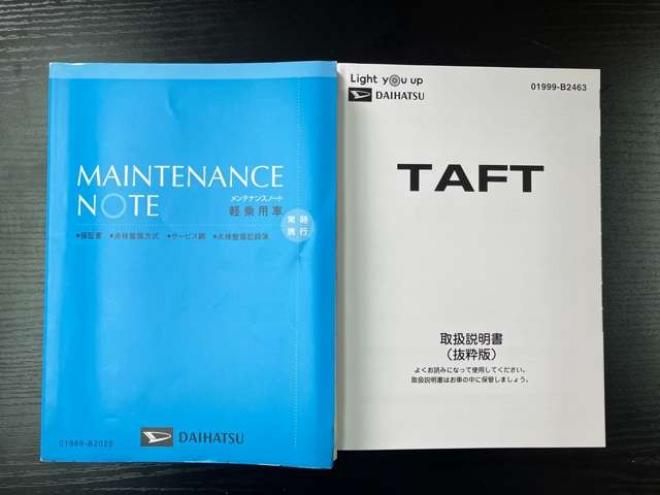 MAINTENANCE
NOTE
メンテナンスノート
軽乗用車
常時
携行
●保証書 ●点検整備方式 ●サービス網 ●点検整備記録簿
01999-B2029
DAIHATSU
Light you up
DAIHATSU
01999-B2463
TAFT
取扱説明書
（抜粋版）
よくお読みになって使用してください。
取扱説明書はお車の中に保管しましょう。